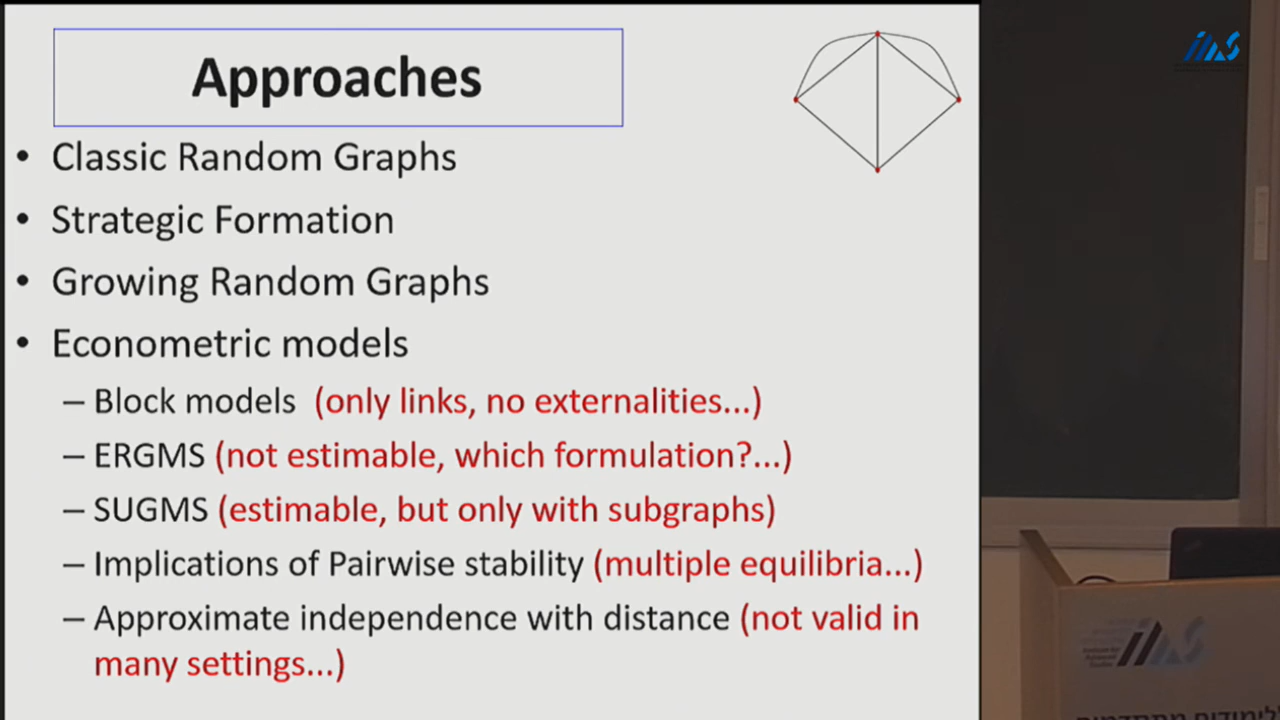 Approaches
• Classic Random Graphs
• Strategic Formation
• Growing Random Graphs
• Econometric models
– Block models (only links, no externalities...)
– ERGMS (not estimable, which formulation?...)
– SUGMS (estimable, but only with subgraphs)
– Implications of Pairwise stability (multiple equilibria...)
– Approximate independence with distance (not valid in
many settings...)
IIAS
IIAS